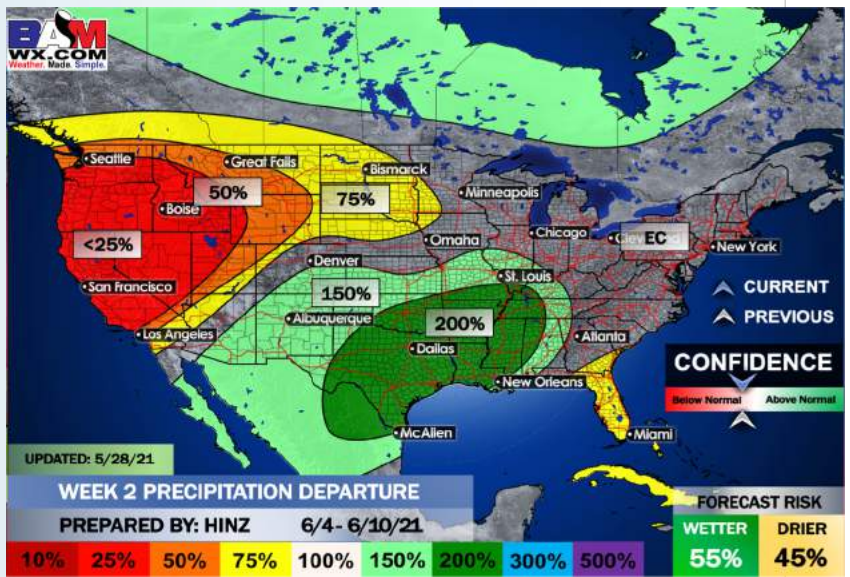 BAM
WX.COM
Weather. Made. Simple.
Seattle
Great Falls
Bismarck
50%
75%
Minneapolis
Boise
<25%
Chicago
Cleveland
EC
New York
Omaha
Denver
San Francisco
St. Louis
150%
CURRENT
Albuquerque
200%
PREVIOUS
Los Angeles
Dallas
Atlanta
CONFIDENCE
New Orleans
Below Normal
Above Normal
McAllen
Miami
UPDATED: 5/28/21
WEEK 2 PRECIPITATION DEPARTURE
PREPARED BY: HINZ 6/4- 6/10/21
FORECAST RISK
WETTER DRIER
55% 45%
10% 25% 50% 75% 100% 150% 200% 300% 500%